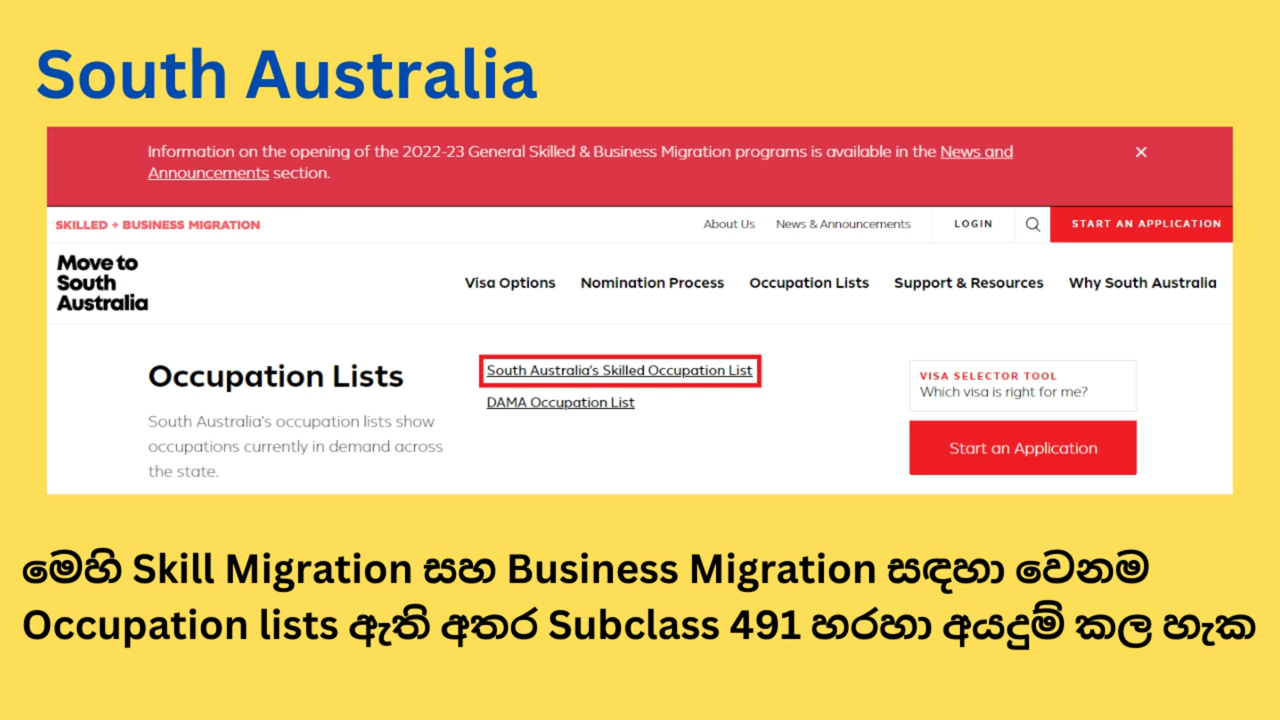 South Australia
Information on the opening of the 2022-23 General Skilled & Business Migration programs is available in the News and
Announcements section.
SKILLED + BUSINESS MIGRATION
About Us News & Announcements LOGIN START AN APPLICATION
Move to
South
Australia
Visa Options Nomination Process Occupation Lists Support & Resources Why South Australia
Occupation Lists
South Australia's occupation lists show
occupations currently in demand across
the state.
South Australia's Skilled Occupation List
DAMA Occupation List
VISA SELECTOR TOOL
Which visa is right for me?
Start an Application
මෙහි Skill Migration සහ Business Migration සඳහා වෙනම
Occupation lists ඇති අතර Subclass 491 හරහා අයදුම් කල හැක